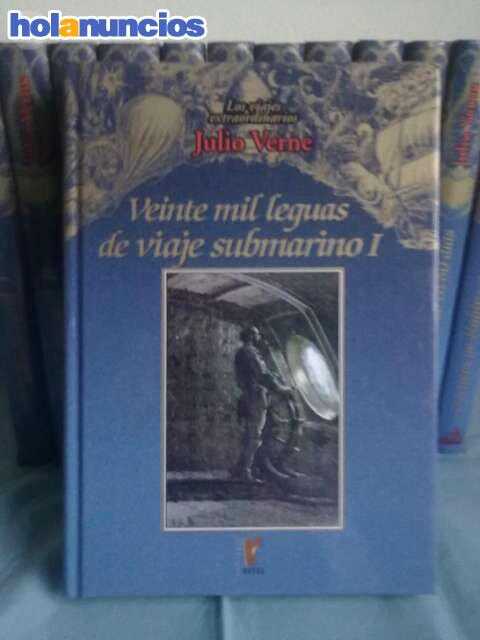 holanuncios
Los viajes
extraordinarios
Julio Verne
Veinte mil leguas
de viaje submarino I